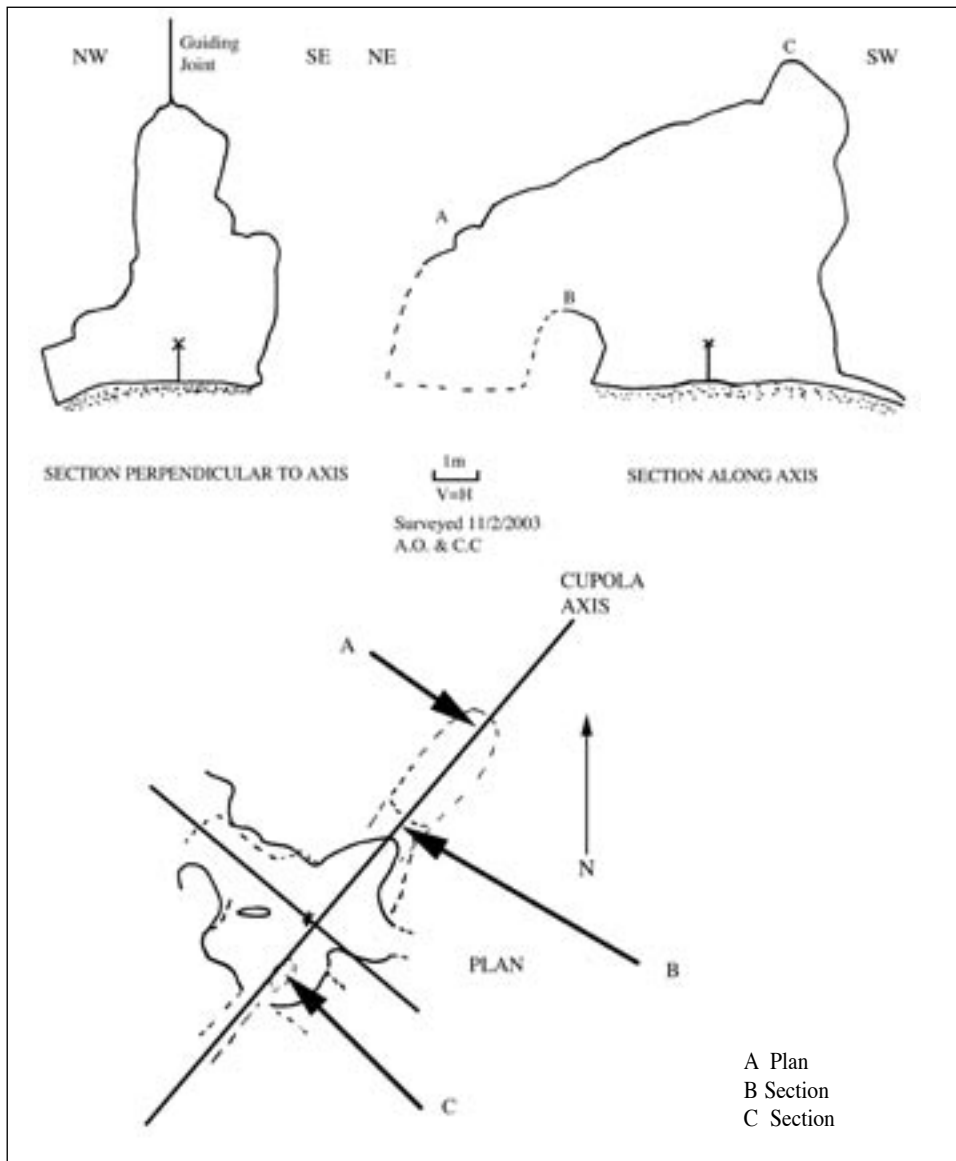 NW
Guiding
Joint
SE
NE
C
SW
A
B
SECTION PERPENDICULAR TO AXIS
1m
V=H
SECTION ALONG AXIS
Surveyed 11/2/2003
A.O. & C.C
CUPOLA
AXIS
A
N
PLAN
B
C
A Plan
B Section
C Section